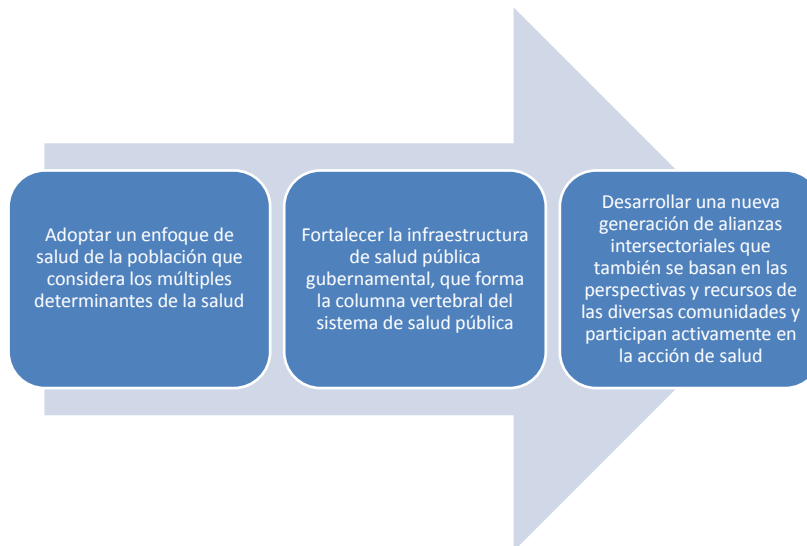 Adoptar un enfoque de
salud de la población que
considera los múltiples
determinantes de la salud
Fortalecer la infraestructura
de salud pública
gubernamental, que forma
la columna vertebral del
sistema de salud pública
Desarrollar una nueva
generación de alianzas
intersectoriales que
también se basan en las
perspectivas y recursos de
las diversas comunidades y
participan activamente en
la acción de salud